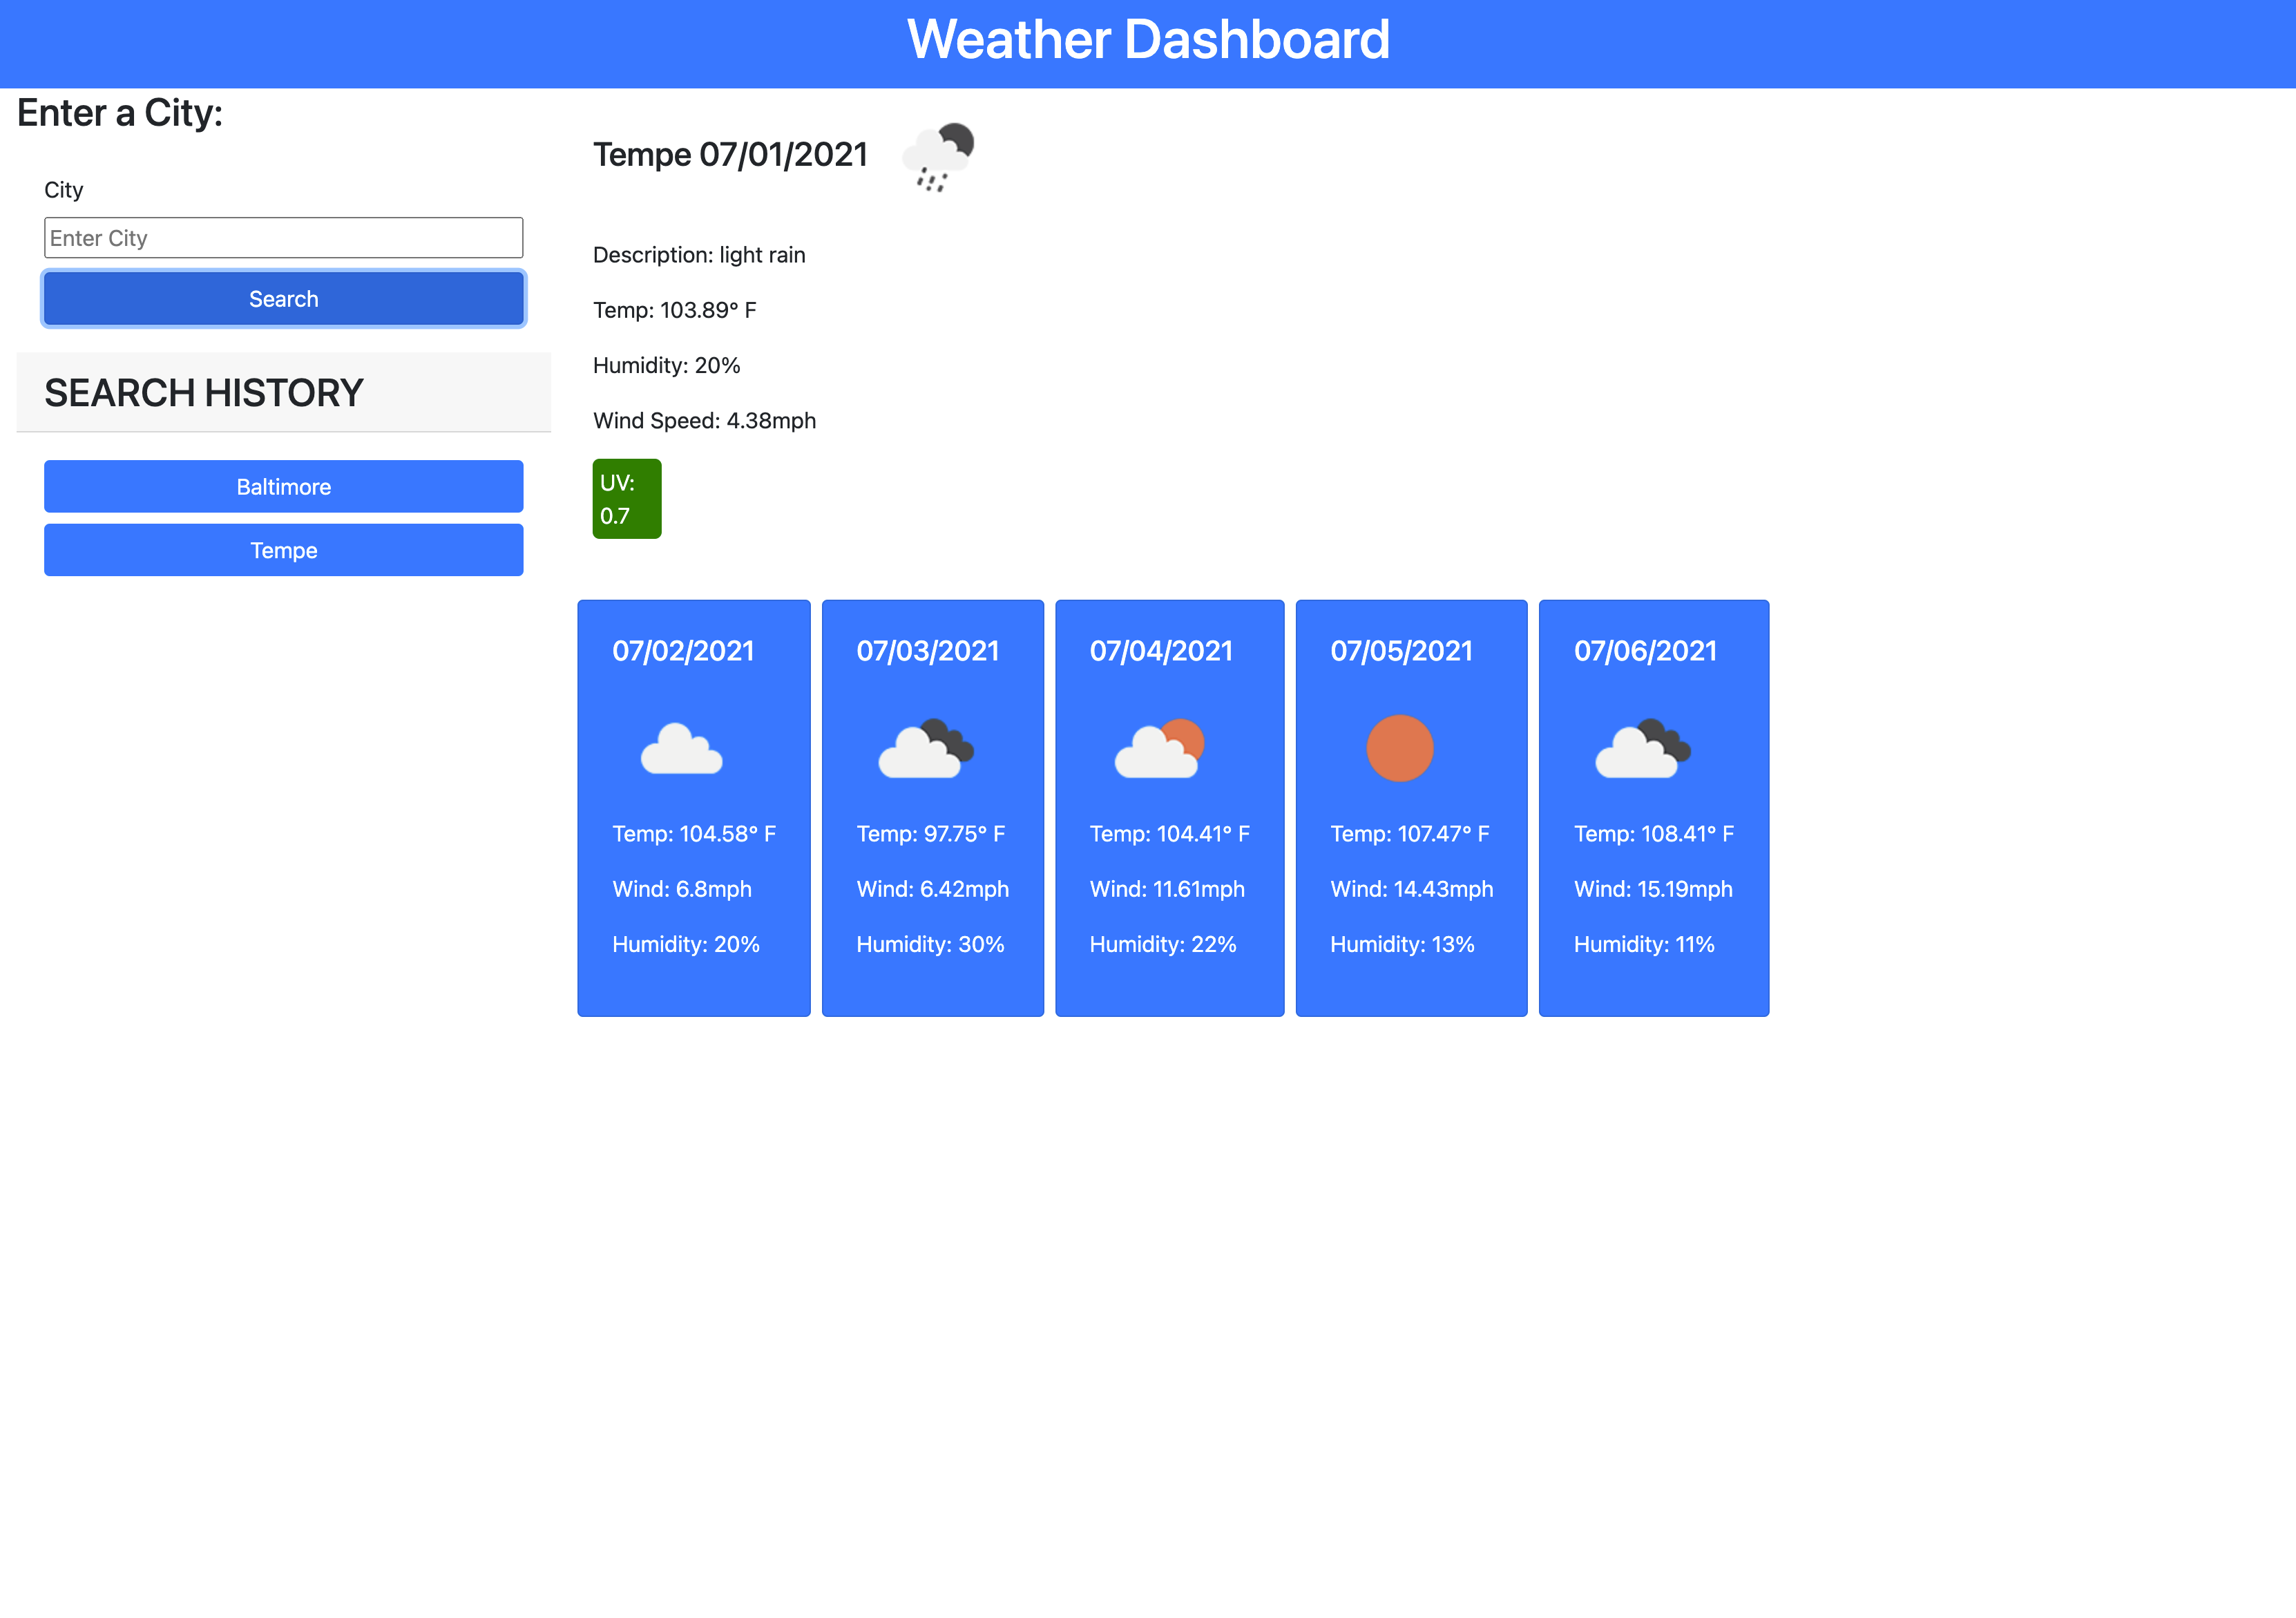 Weather Dashboard
Enter a City:
City
Enter City
Search
SEARCH HISTORY
Baltimore
Tempe
Tempe 07/01/2021
Description: light rain
Temp: 103.89° F
Humidity: 20%
Wind Speed: 4.38mph
UV:
0.7
07/02/2021
Temp: 104.58° F
Wind: 6.8mph
Humidity: 20%
07/03/2021
Temp: 97.75° F
Wind: 6.42mph
Humidity: 30%
07/04/2021
Temp: 104.41° F
Wind: 11.61mph
Humidity: 22%
07/05/2021
Temp: 107.47° F
Wind: 14.43mph
Humidity: 13%
07/06/2021
Temp: 108.41° F
Wind: 15.19mph
Humidity: 11%